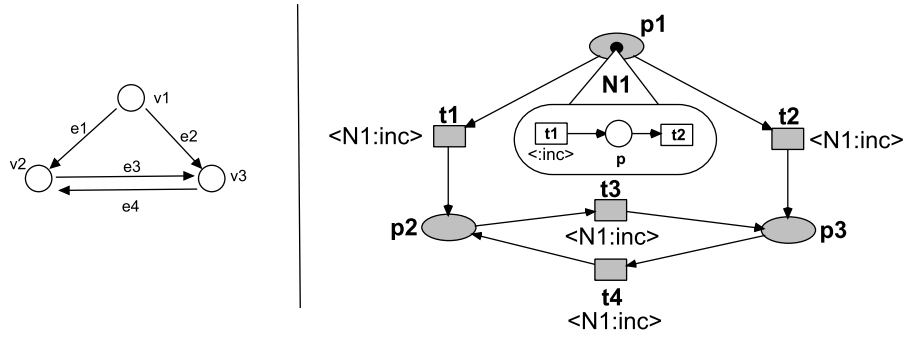 v1
e1
e2
v2
e3
v3
e4
p1
N1
t1
<N1:inc>
t1
t2
<:inc>
p
t2
<N1:inc>
t3
<N1:inc>
p2
p3
t4
<N1:inc>